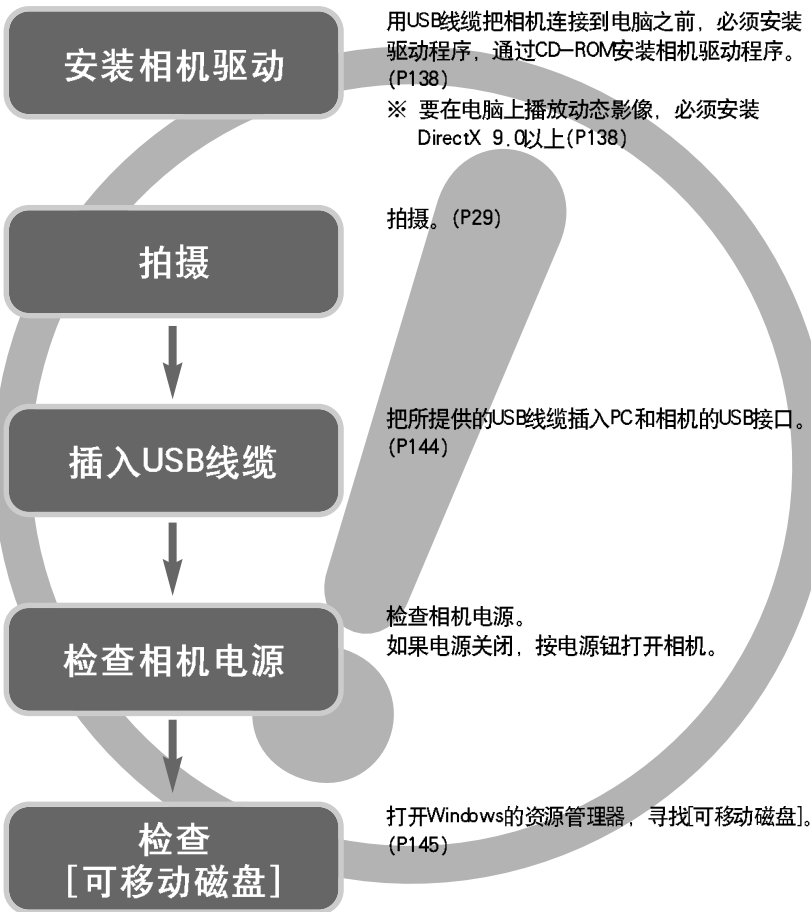 安装相机驱动
用USB线缆把相机连接到电脑之前，必须安装
驱动程序，通过CD-ROM安装相机驱动程序。
(P138)
※ 要在电脑上播放动态影像，必须安装
DirectX 9.0以上(P138)
拍摄
拍摄。(P29)
插入USB线缆
把所提供的USB线缆插入PC和相机的USB接口。
(P144)
检查相机电源
检查相机电源。
如果电源关闭，按电源钮打开相机。
检查
[可移动磁盘]
打开Windows的资源管理器，寻找[可移动磁盘]。
(P145)